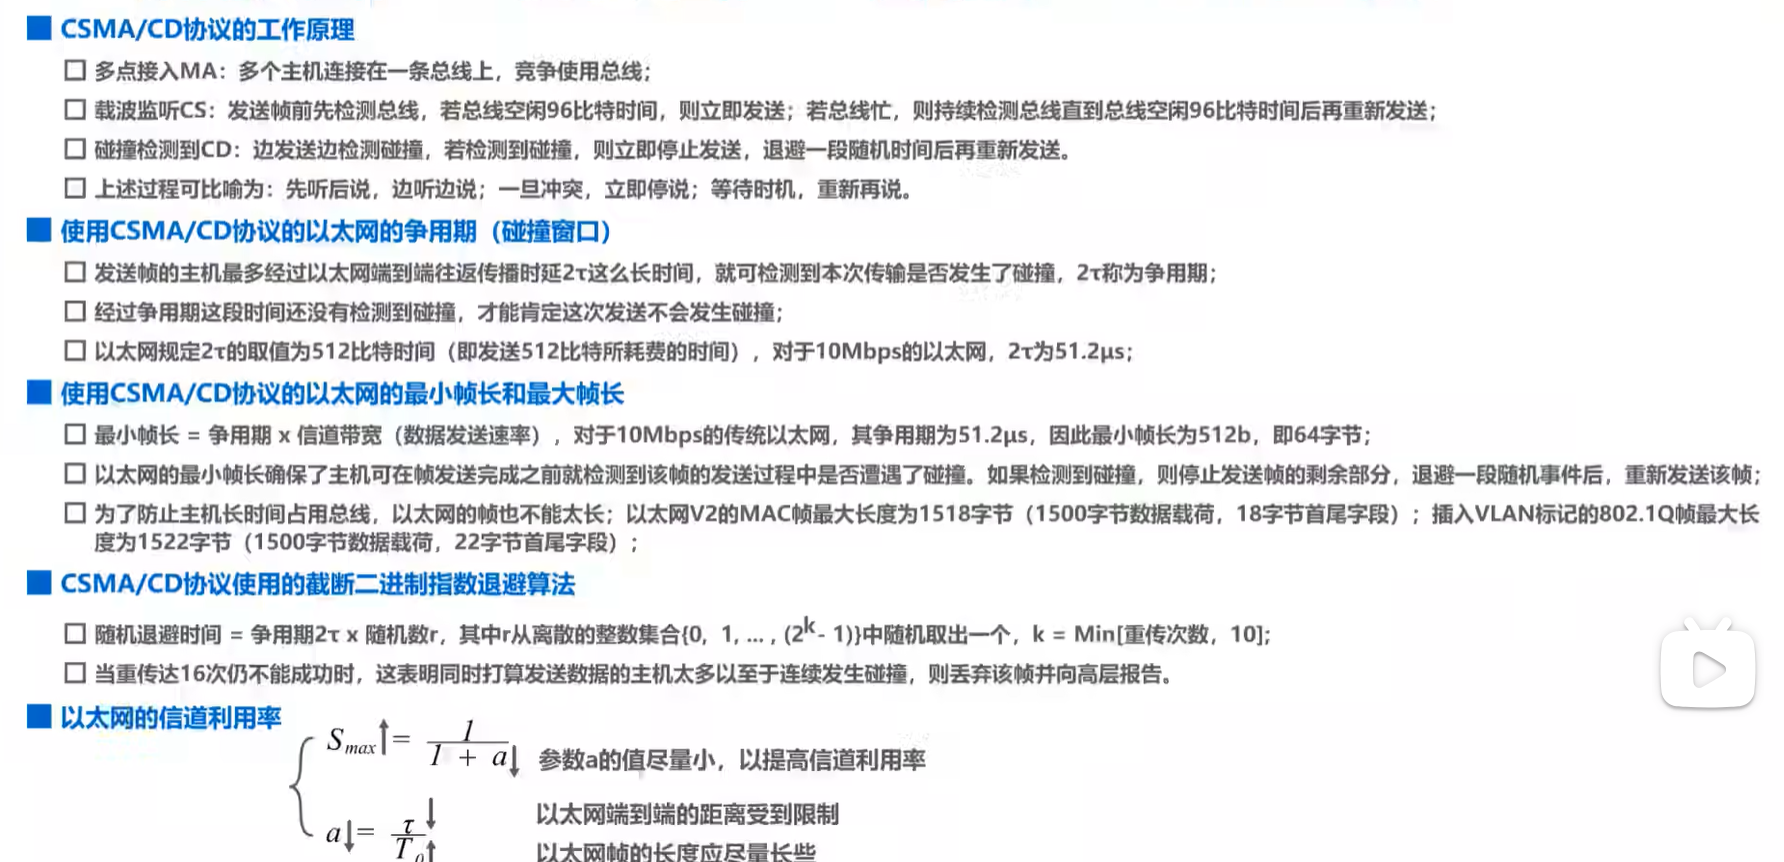 CSMA/CD协议的工作原理
多点接入MA：多个主机连接在一条总线上，竞争使用总线；
载波监听CS：发送帧前先检测总线，若总线空闲96比特时间，则立即发送；若总线忙，则持续检测总线直到总线空闲96比特时间后再重新发送；
碰撞检测到CD：边发送边检测碰撞，若检测到碰撞，则立即停止发送，退避一段随机时间后再重新发送。
上述过程可比喻为：先听后说，边听边说；一旦冲突，立即停说；等待时机，重新再说。
使用CSMA/CD协议的以太网的争用期（碰撞窗口）
发送帧的主机最多经过以太网端到端往返传播时延2τ这么长时间，就可检测到本次传输是否发生了碰撞，2τ称为争用期；
经过争用期这段时间还没有检测到碰撞，才能肯定这次发送不会发生碰撞；
以太网规定2τ的取值为512比特时间（即发送512比特所耗费的时间），对于10Mbps的以太网，2τ为51.2μs；
使用CSMA/CD协议的以太网的最小帧长和最大帧长
最小帧长 = 争用期 x 信道带宽（数据发送速率），对于10Mbps的传统以太网，其争用期为51.2μs，因此最小帧长为512b，即64字节；
以太网的最小帧长确保了主机可在帧发送完成之前就检测到该帧的发送过程中是否遭遇了碰撞。如果检测到碰撞，则停止发送帧的剩余部分，退避一段随机事件后，重新发送该帧；
为了防止主机长时间占用总线，以太网的帧也不能太长；以太网V2的MAC帧最大长度为1518字节（1500字节数据载荷，18字节首尾字段）；插入VLAN标记的802.1Q帧最大长
度为1522字节（1500字节数据载荷，22字节首尾字段）；
CSMA/CD协议使用的截断二进制指数退避算法
随机退避时间 = 争用期2τ x 随机数r，其中r从离散的整数集合{0，1，... , (2^k - 1)}中随机取出一个，k = Min[重传次数，10]；
当重传达16次仍不能成功时，这表明同时打算发送数据的主机太多以至于连续发生碰撞，则丢弃该帧并向高层报告。
以太网的信道利用率
S_max↑= 1/(1 + a↓) 参数a的值尽量小，以提高信道利用率
以太网端到端的距离受到限制
a↓= τ↓/T_0↑
以太网帧的长度应尽量长些